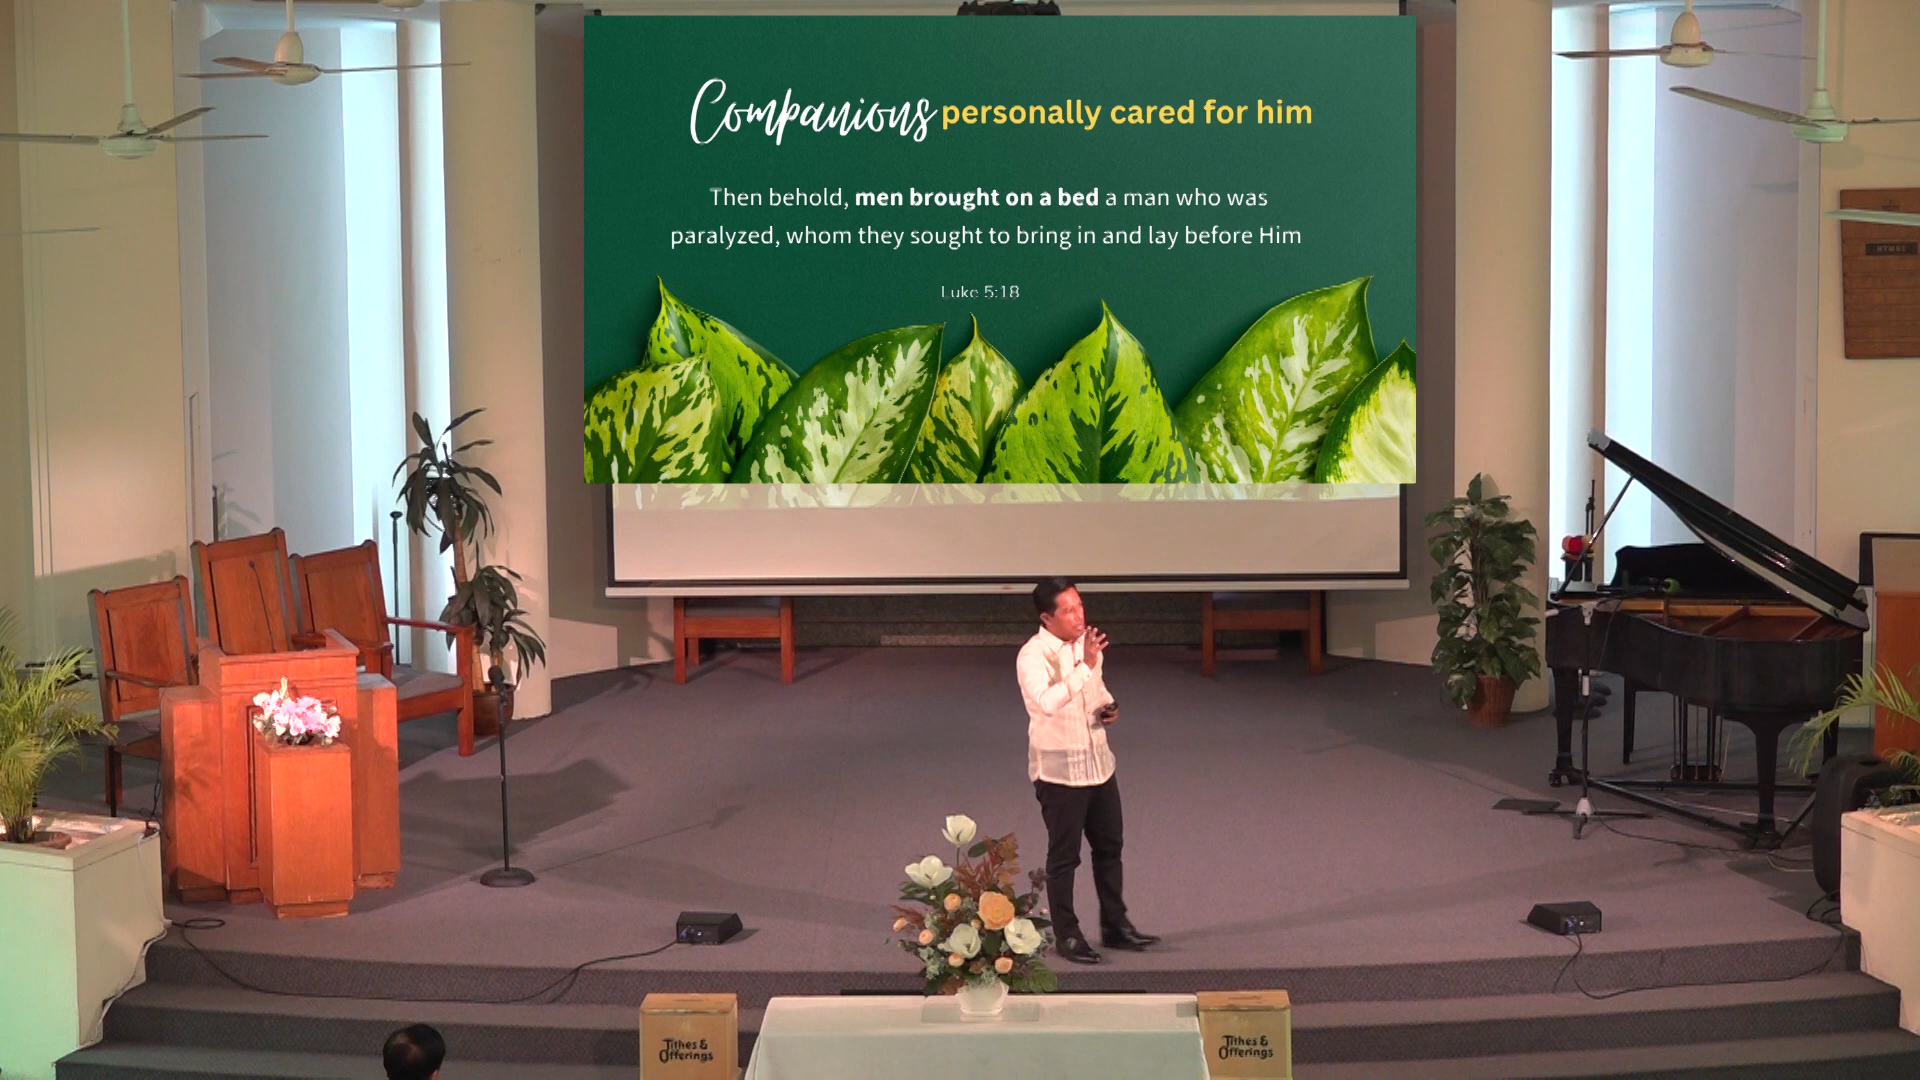 Companions personally cared for him
Then behold, men brought on a bed a man who was
paralyzed, whom they sought to bring in and lay before Him
Luke 5:18
HYMNS
Tithes &
Offerings
Tithes &
Offerings